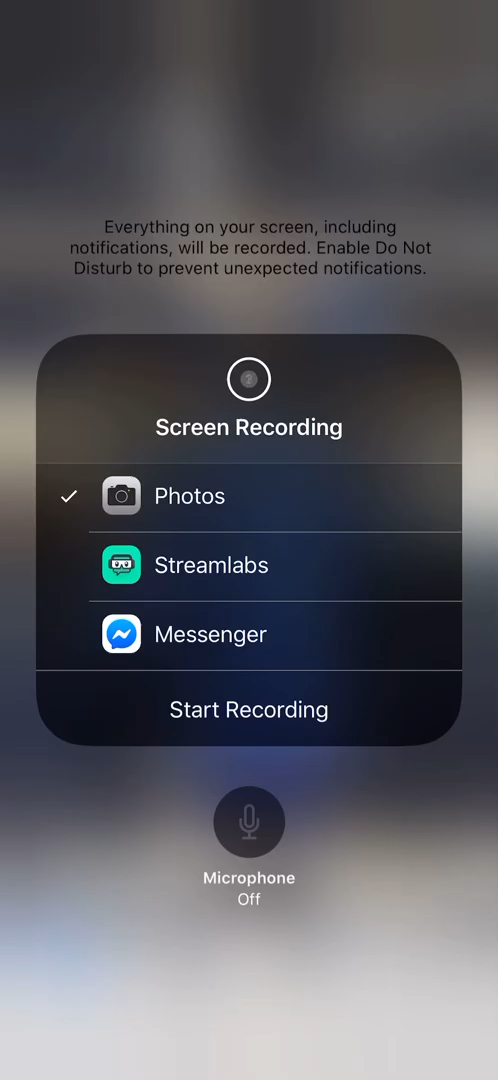 Everything on your screen, including
notifications, will be recorded. Enable Do Not
Disturb to prevent unexpected notifications.
2
Screen Recording
Photos
Streamlabs
Messenger
Start Recording
Microphone
Off